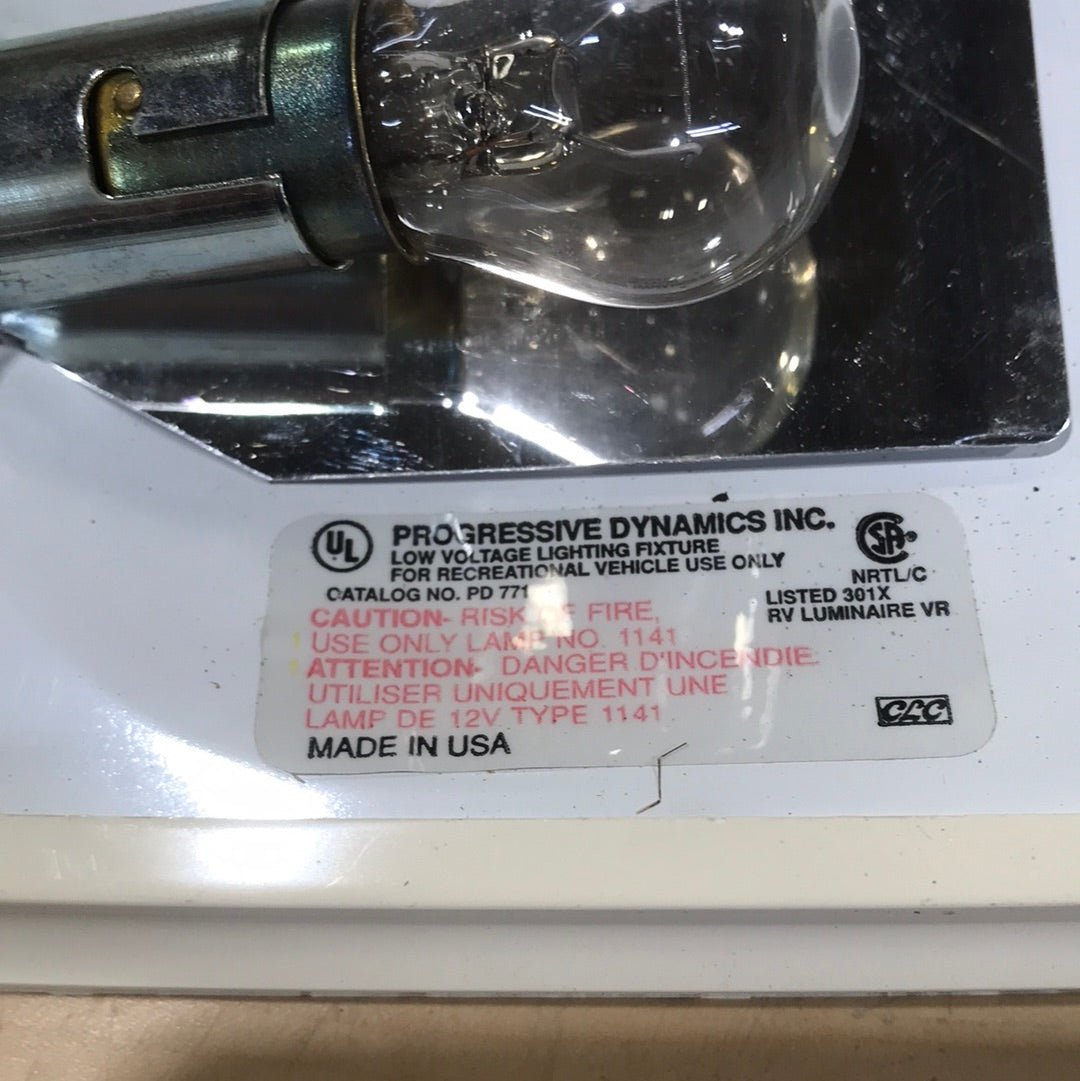 UL
PROGRESSIVE DYNAMICS INC.
LOW VOLTAGE LIGHTING FIXTURE
FOR RECREATIONAL VEHICLE USE ONLY
CATALOG NO. PD
SA
NRTL/C
LISTED 301X
RV LUMINAIRE VR
CAUTION- RISK OF FIRE,
USE ONLY LAMP NO. 1141
ATTENTION- DANGER D'INCENDIE
UTILISER UNIQUEMENT UNE
LAMP DE 12V TYPE 1141
MADE IN USA
CLC